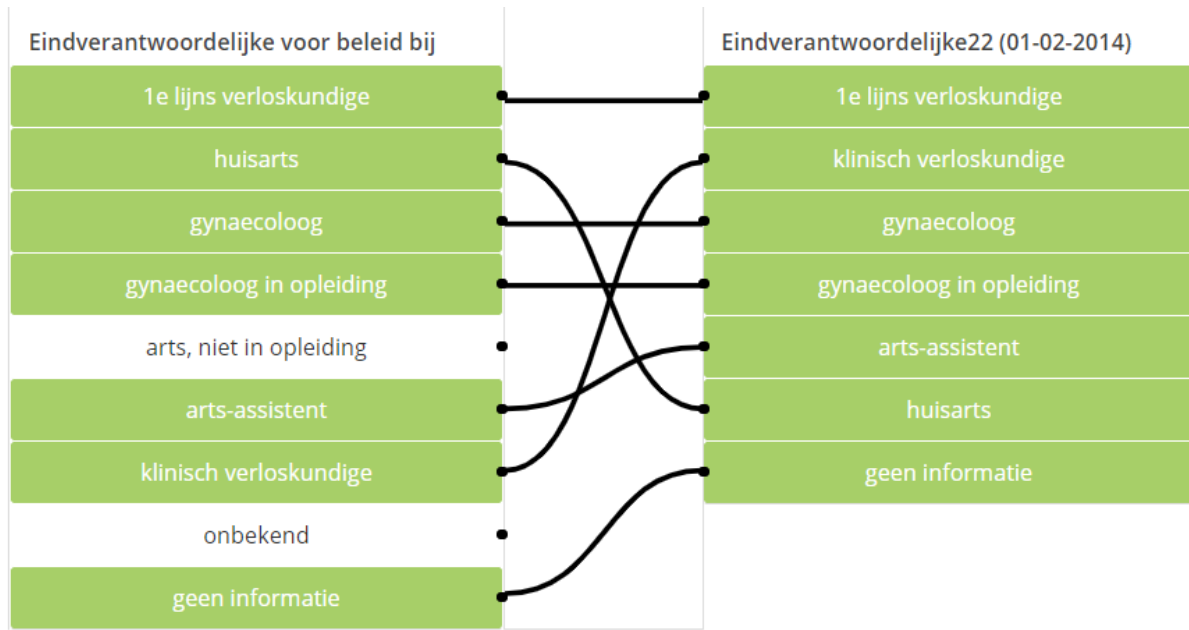 Eindverantwoordelijke voor beleid bij
1e lijns verloskundige
huisarts
gynaecoloog
gynaecoloog in opleiding
arts, niet in opleiding
arts-assistent
klinisch verloskundige
onbekend
geen informatie
Eindverantwoordelijke22 (01-02-2014)
1e lijns verloskundige
klinisch verloskundige
gynaecoloog
gynaecoloog in opleiding
arts-assistent
huisarts
geen informatie